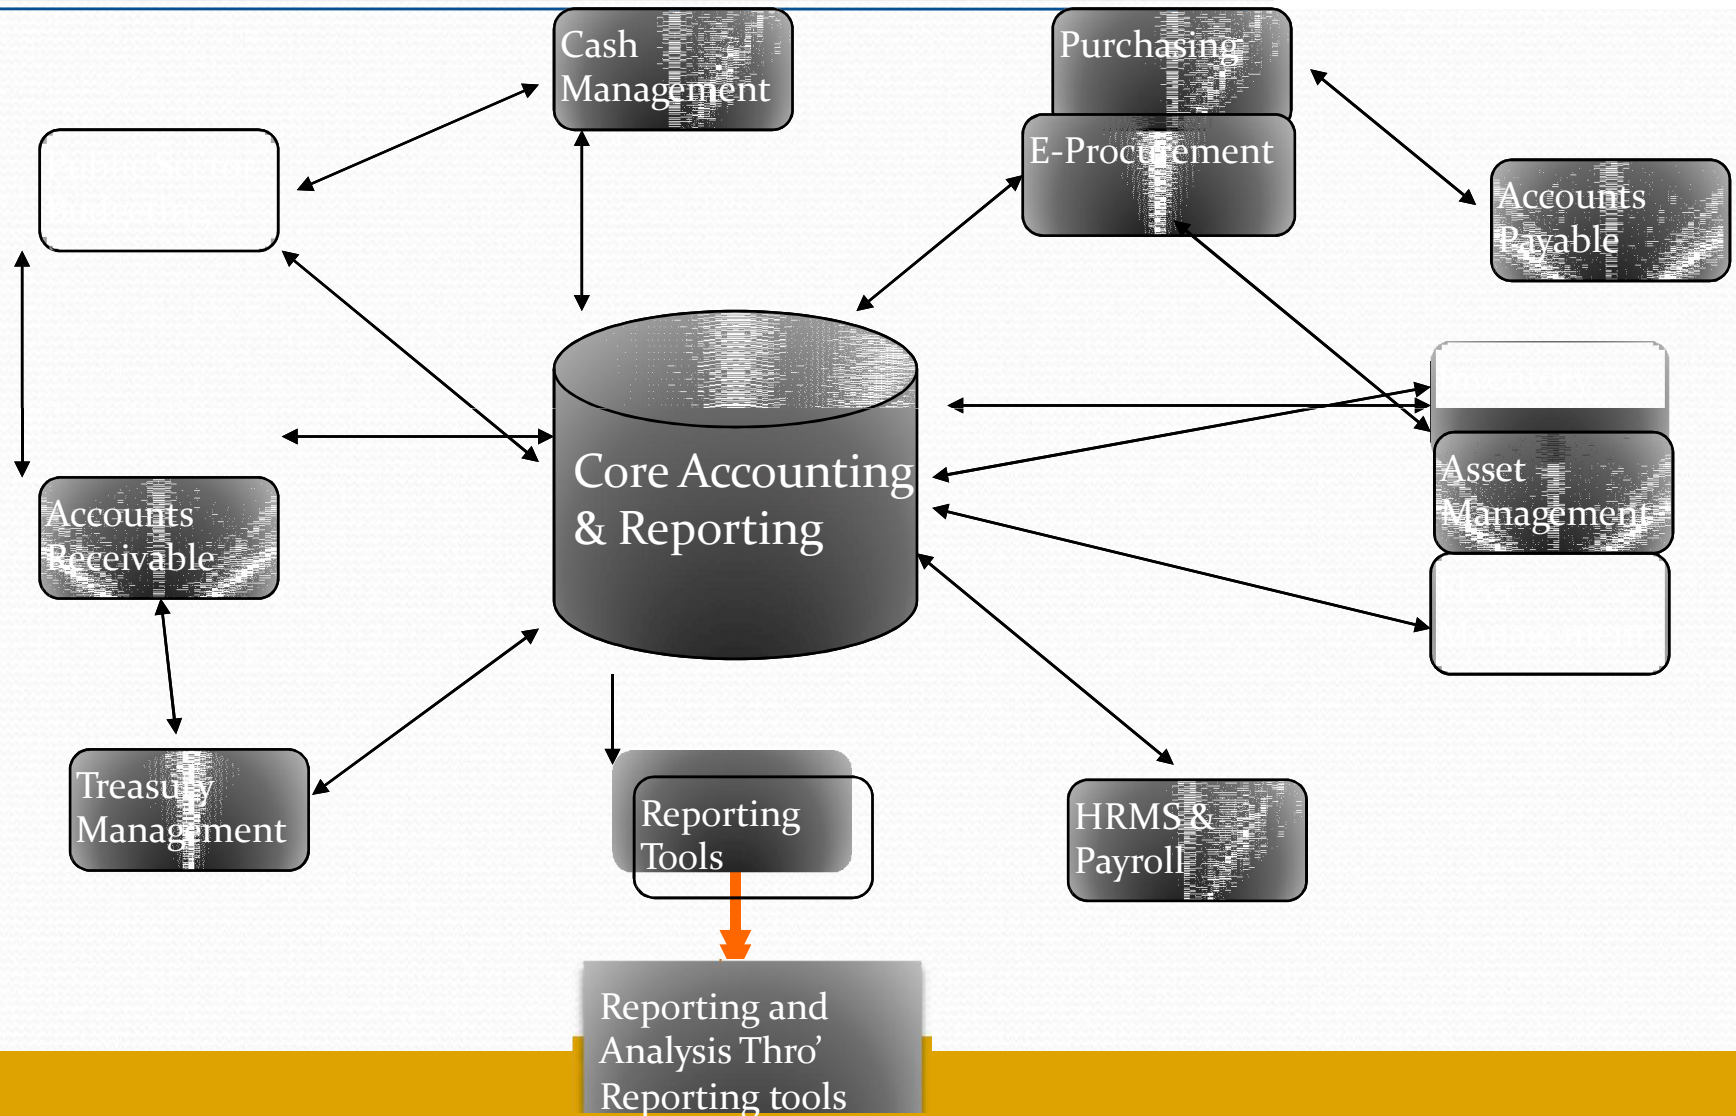 Cash
Management
Purchasing
E-Procurement
Accounts
Payable
Core Accounting
& Reporting
Asset
Management
Accounts
Receivable
Treasury
Management
Reporting
Tools
HRMS &
Payroll
Reporting and
Analysis Thro’
Reporting tools